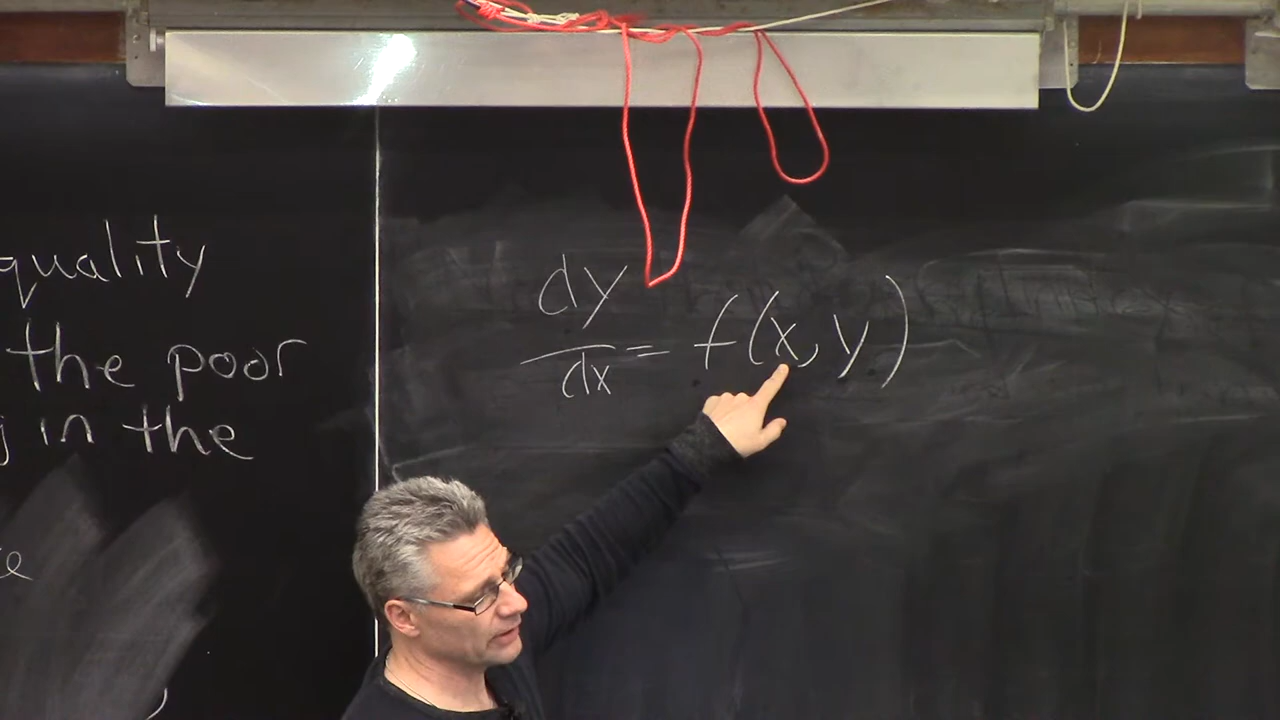 quality
the poor
in the
dy/dx = f(x, y)